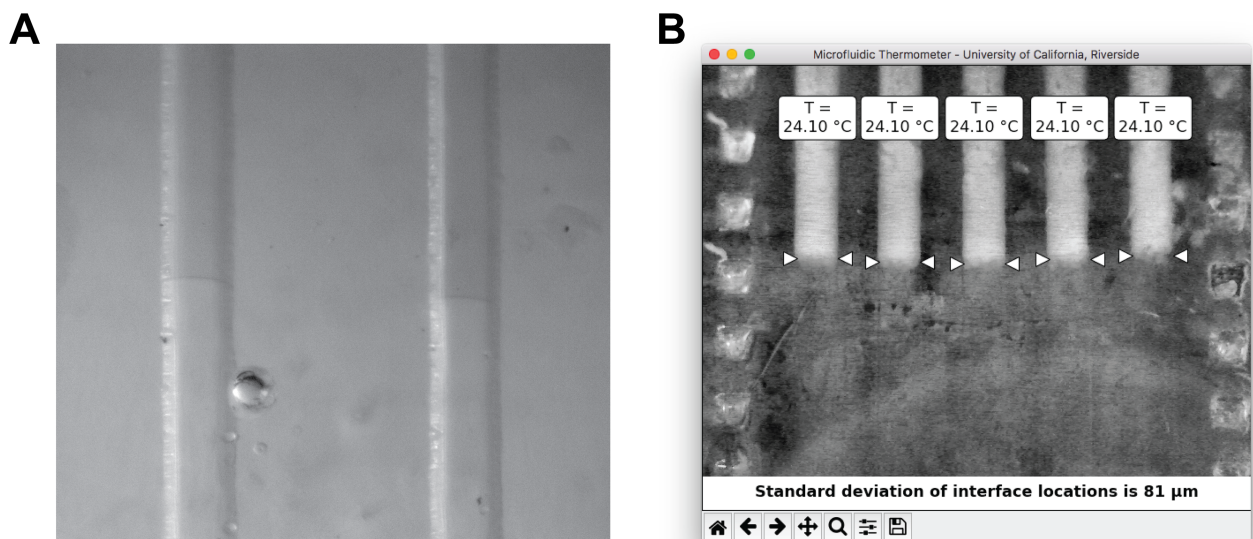 A
B
Microfluidic Thermometer - University of California, Riverside
T =
24.10 °C
T =
24.10 °C
T =
24.10 °C
T =
24.10 °C
T =
24.10 °C
Standard deviation of interface locations is 81 µm